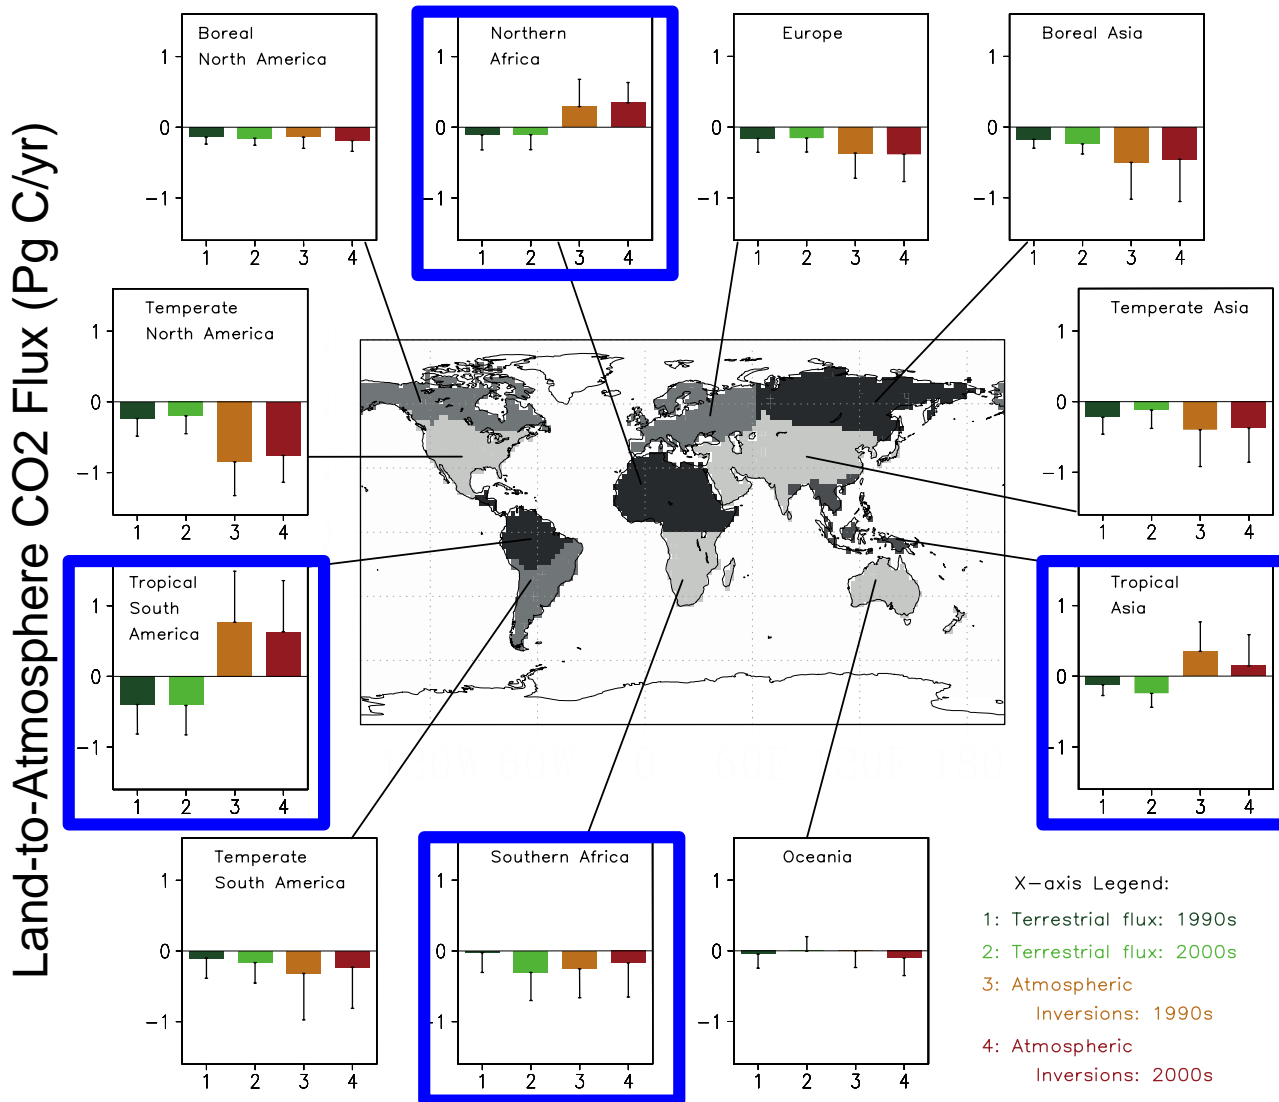 Land-to-Atmosphere CO2 Flux (Pg C/yr)
Boreal
North America
1
0
−1
1 2 3 4
Northern
Africa
1
0
−1
1 2 3 4
Europe
1
0
−1
1 2 3 4
Boreal Asia
1
0
−1
1 2 3 4
Temperate
North America
1
0
−1
1 2 3 4
Temperate Asia
1
0
−1
1 2 3 4
Tropical
South
America
1
0
−1
1 2 3 4
Tropical
Asia
1
0
−1
1 2 3 4
Temperate
South America
1
0
−1
1 2 3 4
Southern Africa
1
0
−1
1 2 3 4
Oceania
1
0
−1
1 2 3 4
X-axis Legend:
1: Terrestrial flux: 1990s
2: Terrestrial flux: 2000s
3: Atmospheric
Inversions: 1990s
4: Atmospheric
Inversions: 2000s